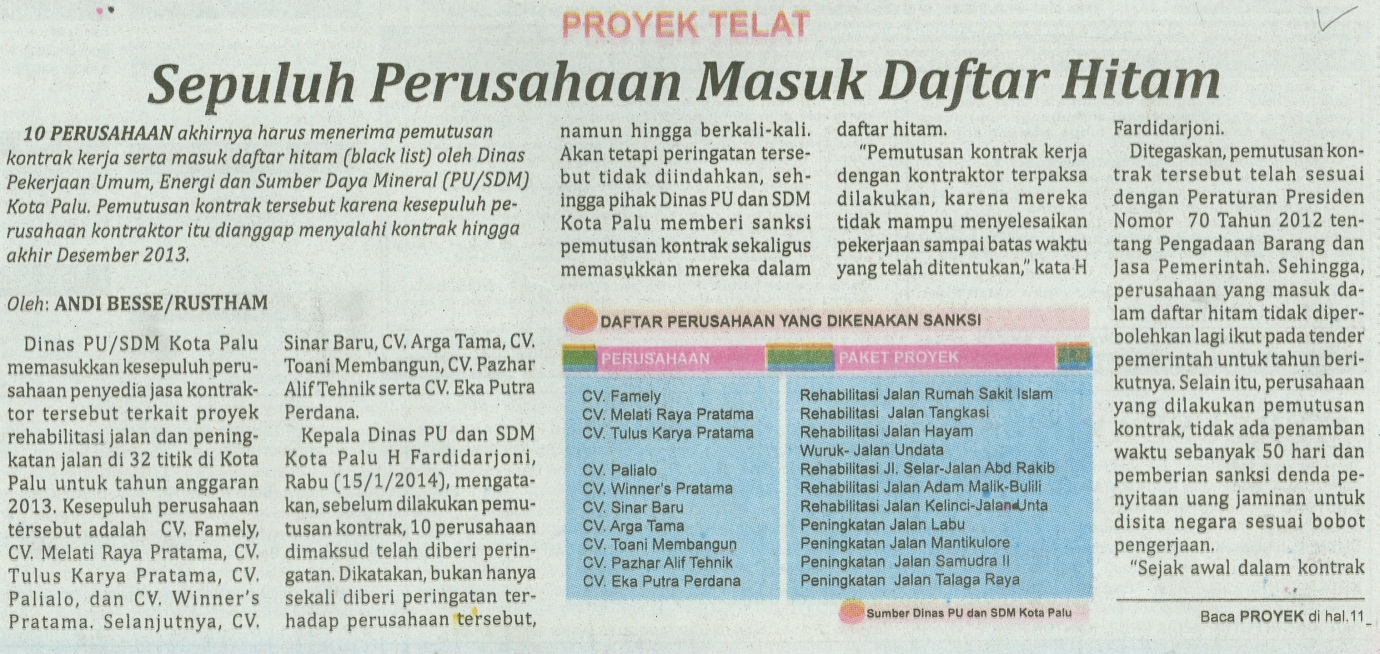 PROYEK TELAT
Sepuluh Perusahaan Masuk Daftar Hitam
10 PERUSAHAAN akhirnya harus menerima pemutusan
kontrak kerja serta masuk daftar hitam (black list) oleh Dinas
Pekerjaan Umum, Energi dan Sumber Daya Mineral (PU/SDM)
Kota Palu. Pemutusan kontrak tersebut karena kesepuluh pe-
rusahaan kontraktor itu dianggap menyalahi kontrak hingga
akhir Desember 2013.
Oleh: ANDI BESSE/RUSTHAM
Dinas PU/SDM Kota Palu
memasukkan kesepuluh peru-
sahaan penyedia jasa kontrak-
tor tersebut terkait proyek
rehabilitasi jalan dan pening-
katan jalan di 32 titik di Kota
Palu untuk tahun anggaran
2013. Kesepuluh perusahaan
tersebut adalah CV. Famely,
CV. Melati Raya Pratama, CV.
Tulus Karya Pratama, CV.
Palialo, dan CV. Winner's
Pratama. Selanjutnya, CV.
Sinar Baru, CV. Arga Tama, CV.
Toani Membangun, CV. Pazhar
Alif Tehnik serta CV. Eka Putra
Perdana.
Kepala Dinas PU dan SDM
Kota Palu H Fardidarjoni,
Rabu (15/1/2014), mengata-
kan, sebelum dilakukan pemu-
tusan kontrak, 10 perusahaan
dimaksud telah diberi perin-
gatan. Dikatakan, bukan hanya
sekali diberi peringatan ter-
hadap perusahaan tersebut,
namun hingga berkali-kali.
Akan tetapi peringatan terse-
but tidak diindahkan, seh-
ingga pihak Dinas PU dan SDM
Kota Palu memberi sanksi
pemutusan kontrak sekaligus
memasukkan mereka dalam
daftar hitam.
"Pemutusan kontrak kerja
dengan kontraktor terpaksa
dilakukan, karena mereka
tidak mampu menyelesaikan
pekerjaan sampai batas waktu
yang telah ditentukan," kata H
Fardidarjoni.
Ditegaskan, pemutusan kon-
trak tersebut telah sesuai
dengan Peraturan Presiden
Nomor 70 Tahun 2012 ten-
tang Pengadaan Barang dan
Jasa Pemerintah. Sehingga,
perusahaan yang masuk da-
lam daftar hitam tidak diper-
bolehkan lagi ikut pada tender
pemerintah untuk tahun beri-
kutnya. Selain itu, perusahaan
yang dilakukan pemutusan
kontrak, tidak ada penamban
waktu sebanyak 50 hari dan
pemberian sanksi denda pe-
nyitaan uang jaminan untuk
disita negara sesuai bobot
pengerjaan.
"Sejak awal dalam kontrak
Baca PROYEK di hal.11
DAFTAR PERUSAHAAN YANG DIKENAKAN SANKSI
PERUSAHAAN PAKET PROYEK
CV. Famely Rehabilitasi Jalan Rumah Sakit Islam
CV. Melati Raya Pratama Rehabilitasi Jalan Tangkasi
CV. Tulus Karya Pratama Rehabilitasi Jalan Hayam
Wuruk- Jalan Undata
CV. Palialo Rehabilitasi Jl. Selar-Jalan Abd Rakib
CV. Winner's Pratama Rehabilitasi Jalan Adam Malik-Bulili
CV. Sinar Baru Rehabilitasi Jalan Kelinci-Jalan Unta
CV. Arga Tama Peningkatan Jalan Labu
CV. Toani Membangun Peningkatan Jalan Mantikulore
CV. Pazhar Alif Tehnik Peningkatan Jalan Samudra II
CV. Eka Putra Perdana Peningkatan Jalan Talaga Raya
Sumber Dinas PU dan SDM Kota Palu